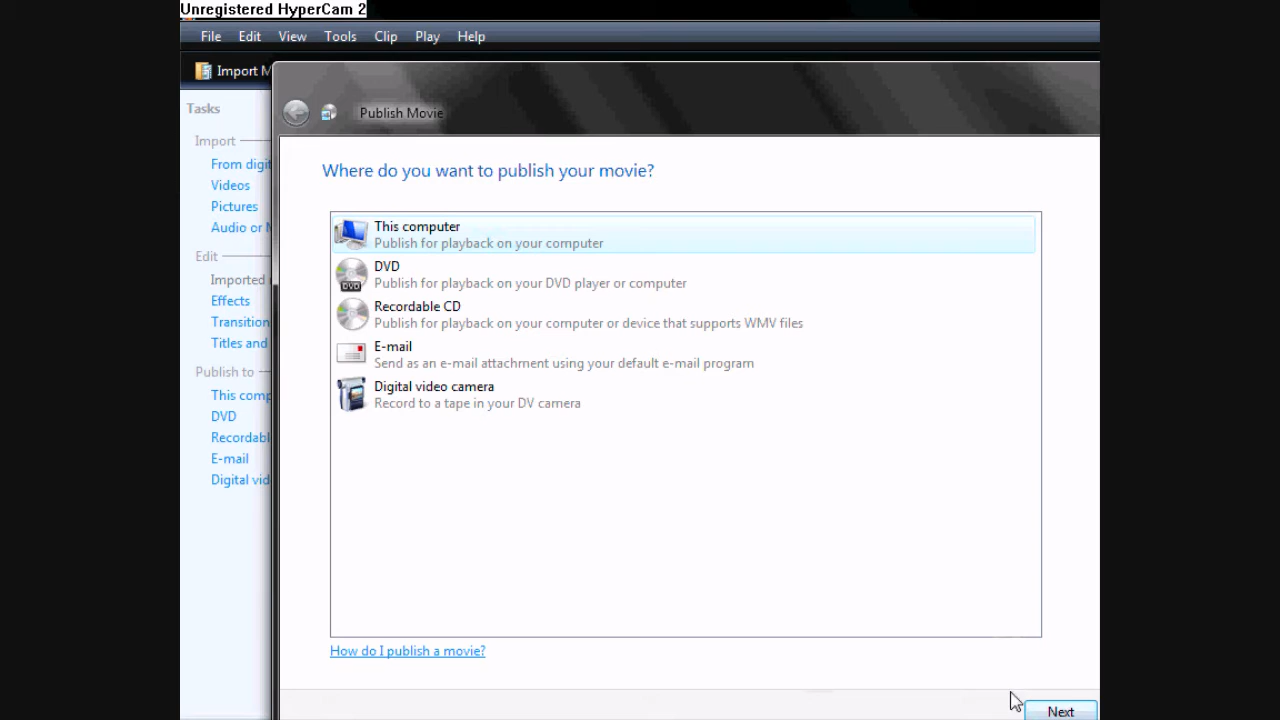 Unregistered HyperCam 2
File Edit View Tools Clip Play Help
Import M
Publish Movie
Tasks
Import
From digit
Videos
Pictures
Audio or M
Edit
Imported
Effects
Transition
Titles and
Publish to
This comp
DVD
Recordabl
E-mail
Digital vid
Where do you want to publish your movie?
This computer
Publish for playback on your computer
DVD
Publish for playback on your DVD player or computer
Recordable CD
Publish for playback on your computer or device that supports WMV files
E-mail
Send as an e-mail attachment using your default e-mail program
Digital video camera
Record to a tape in your DV camera
How do I publish a movie?
Next